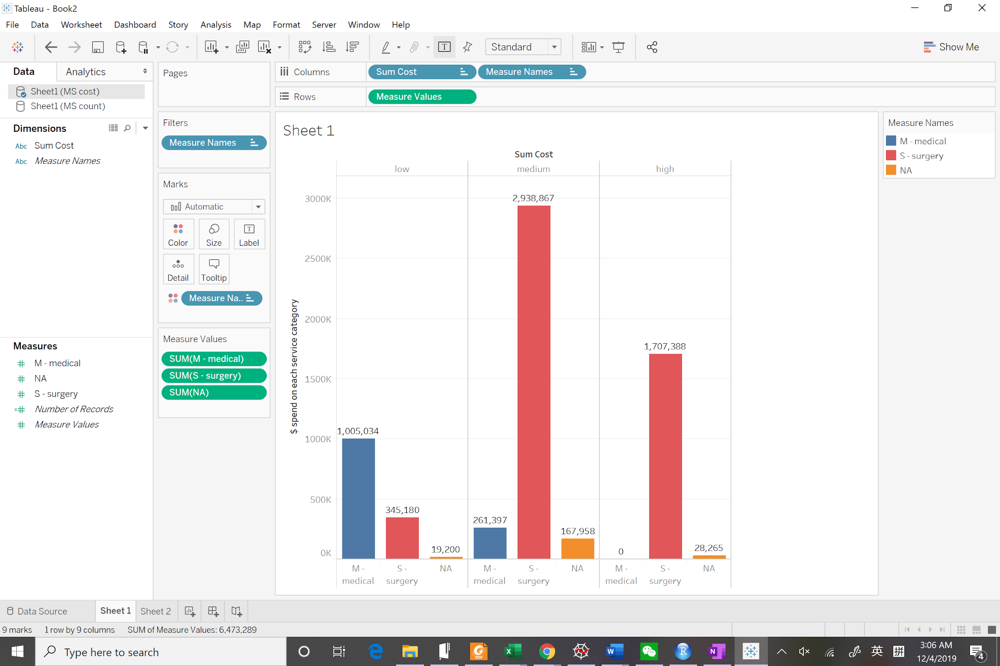 Tableau - Book2
File Data Worksheet Dashboard Story Analysis Map Format Server Window Help
Standard
Show Me
Data
Analytics
Sheet1 (MS cost)
Sheet1 (MS count)
Dimensions
Abc Sum Cost
Abc Measure Names
Measures
M - medical
NA
S - surgery
Number of Records
Measure Values
Pages
Filters
Measure Names
Marks
Automatic
Color Size Label
Detail Tooltip
Measure Na..
Measure Values
SUM(M - medical)
SUM(S - surgery)
SUM(NA)
Columns Sum Cost Measure Names
Rows Measure Values
Sheet 1
Sum Cost
low medium high
$ spend on each service category
3000K
2500K
2000K
1500K
1000K
500K
0K
1,005,034
345,180
19,200
261,397
2,938,867
167,958
0
1,707,388
28,265
M - medical
S - surgery
NA
M - medical
S - surgery
NA
M - medical
S - surgery
NA
Measure Names
M - medical
S - surgery
NA
Data Source Sheet 1 Sheet 2
9 marks 1 row by 9 columns SUM of Measure Values: 6,473,289
Type here to search
PDF
X
W
R
N
英
拼
3:06 AM
12/4/2019
4